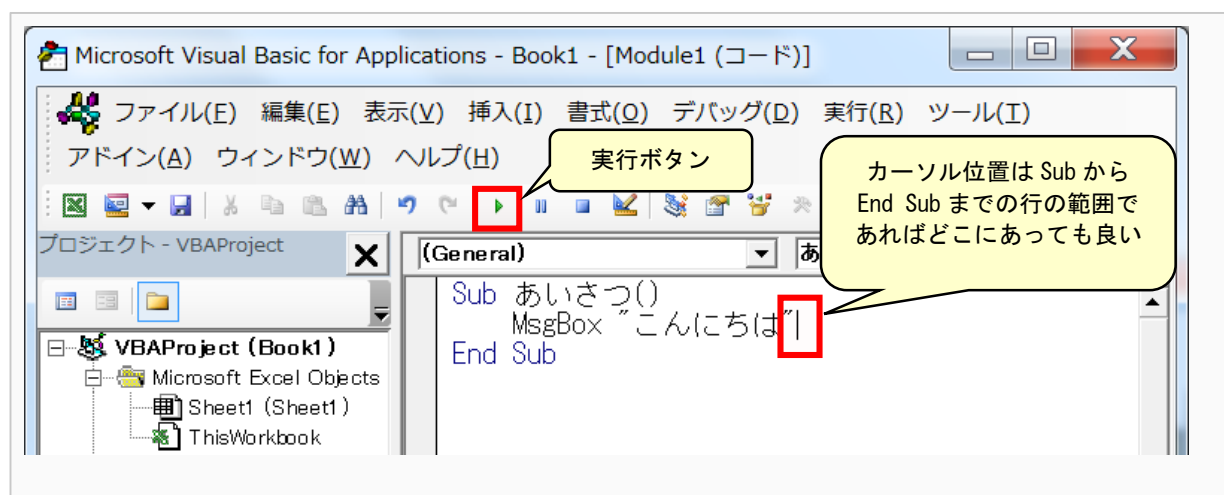 Microsoft Visual Basic for Applications - Book1 - [Module1 (コード)]
ファイル(F) 編集(E) 表示(V) 挿入(I) 書式(O) デバッグ(D) 実行(R) ツール(T)
アドイン(A) ウィンドウ(W) ヘルプ(H)
実行ボタン
カーソル位置は Sub から
End Sub までの行の範囲で
あればどこにあっても良い
プロジェクト - VBAProject
(General)
あ
Sub あいさつ()
MsgBox "こんにちは"
End Sub
VBAProject (Book1)
Microsoft Excel Objects
Sheet1 (Sheet1)
ThisWorkbook